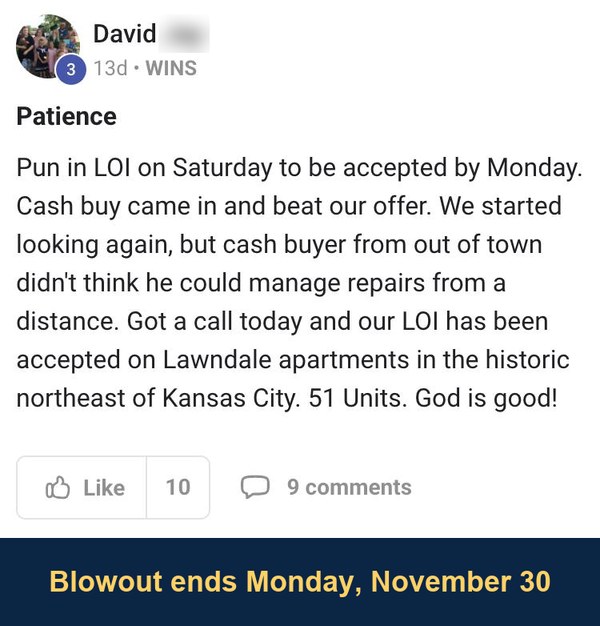 David
3
13d • WINS
Patience
Pun in LOI on Saturday to be accepted by Monday.
Cash buy came in and beat our offer. We started
looking again, but cash buyer from out of town
didn't think he could manage repairs from a
distance. Got a call today and our LOI has been
accepted on Lawndale apartments in the historic
northeast of Kansas City. 51 Units. God is good!
Like 10 9 comments
Blowout ends Monday, November 30